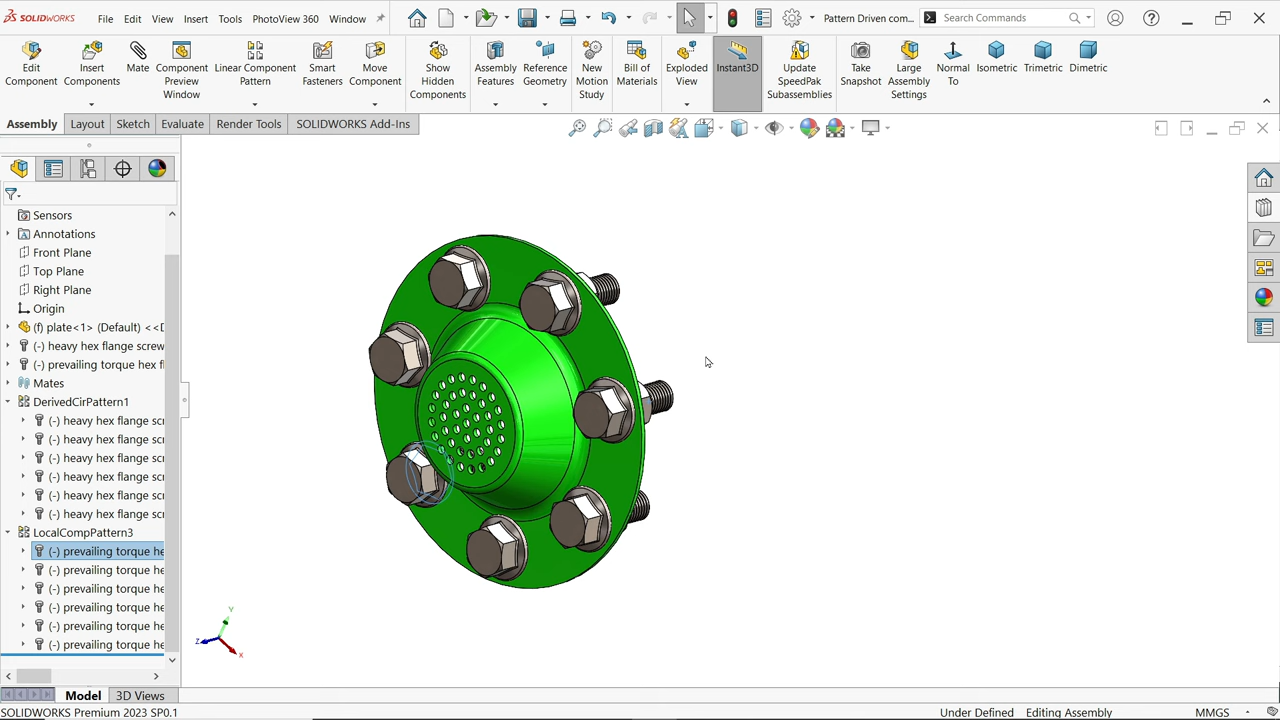 SOLIDWORKS File Edit View Insert Tools PhotoView 360 Window Pattern Driven com... Search Commands
Edit Component
Insert Components
Mate
Component Preview Window
Linear Component Pattern
Smart Fasteners
Move Component
Show Hidden Components
Assembly Features
Reference Geometry
New Motion Study
Bill of Materials
Exploded View
Instant3D
Update SpeedPak Subassemblies
Take Snapshot
Large Assembly Settings
Normal To
Isometric
Trimetric
Dimetric
Assembly Layout Sketch Evaluate Render Tools SOLIDWORKS Add-Ins
Sensors
Annotations
Front Plane
Top Plane
Right Plane
Origin
(f) plate<1> (Default) <<D
(-) heavy hex flange screw
(-) prevailing torque hex fl
Mates
DerivedCirPattern1
(-) heavy hex flange scr
(-) heavy hex flange scr
(-) heavy hex flange scr
(-) heavy hex flange scr
(-) heavy hex flange scr
(-) heavy hex flange scr
LocalCompPattern3
(-) prevailing torque he
(-) prevailing torque he
(-) prevailing torque he
(-) prevailing torque he
(-) prevailing torque he
(-) prevailing torque he
Y
Z
X
Model 3D Views
SOLIDWORKS Premium 2023 SP0.1 Under Defined Editing Assembly MMGS